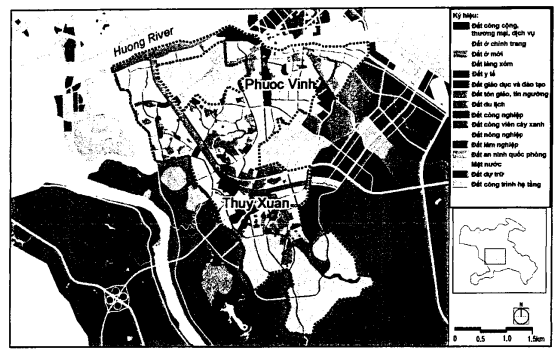 Huong River
Phuoc Vinh
Thuy Xuan
Ký hiệu:
Đất công cộng,
thương mại, dịch vụ
Đất ở chỉnh trang
Đất ở mới
Đất làng xóm
Đất y tế
Đất giáo dục và đào tạo
Đất tôn giáo, tín ngưỡng
Đất du lịch
Đất công nghiệp
Đất công viên cây xanh
Đất nông nghiệp
Đất lâm nghiệp
Đất an ninh quốc phòng
Mặt nước
Đất dự trữ
Đất công trình hạ tầng
N
0 0.5 1.0 1.5km